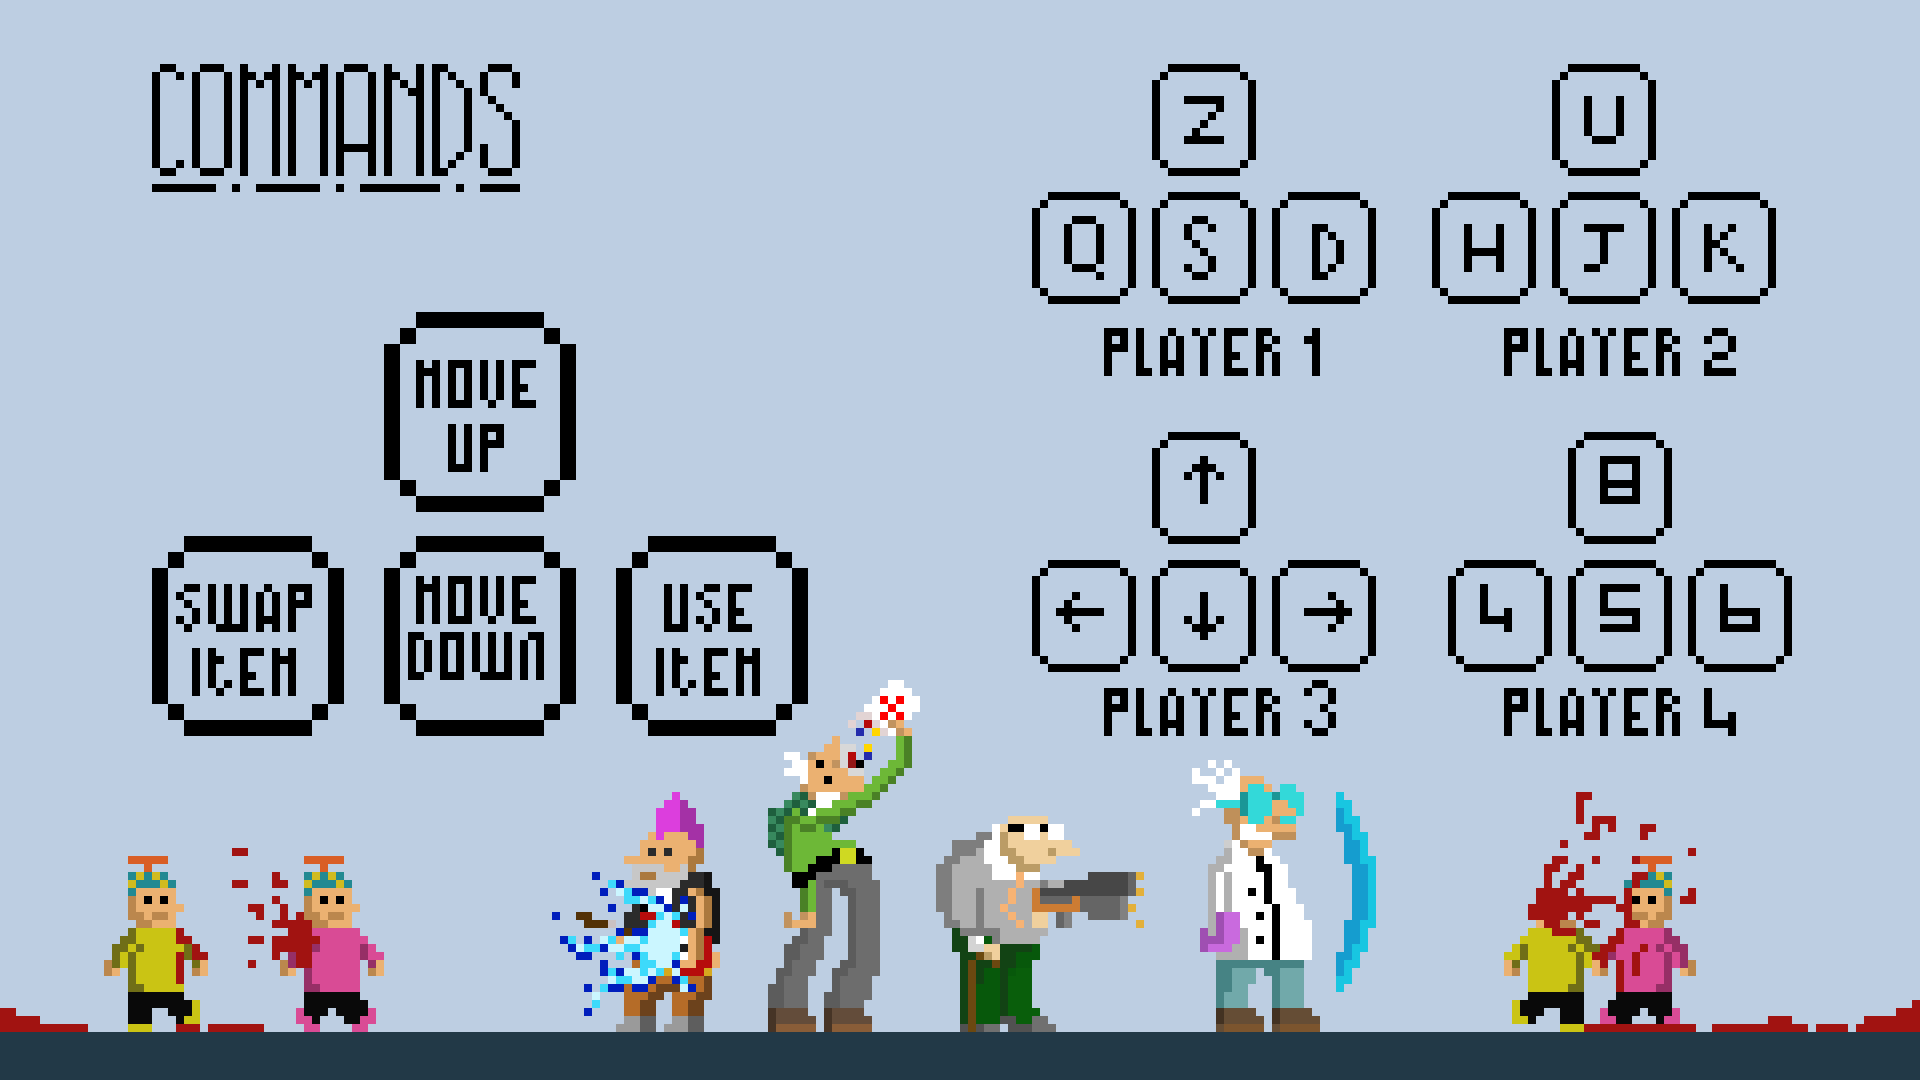 COMMANDS
MOVE
UP
SWAP
ITEM
MOVE
DOWN
USE
ITEM
Z
Q S D
PLAYER 1
U
H J K
PLAYER 2
↑
← ↓ →
PLAYER 3
8
4 5 6
PLAYER 4